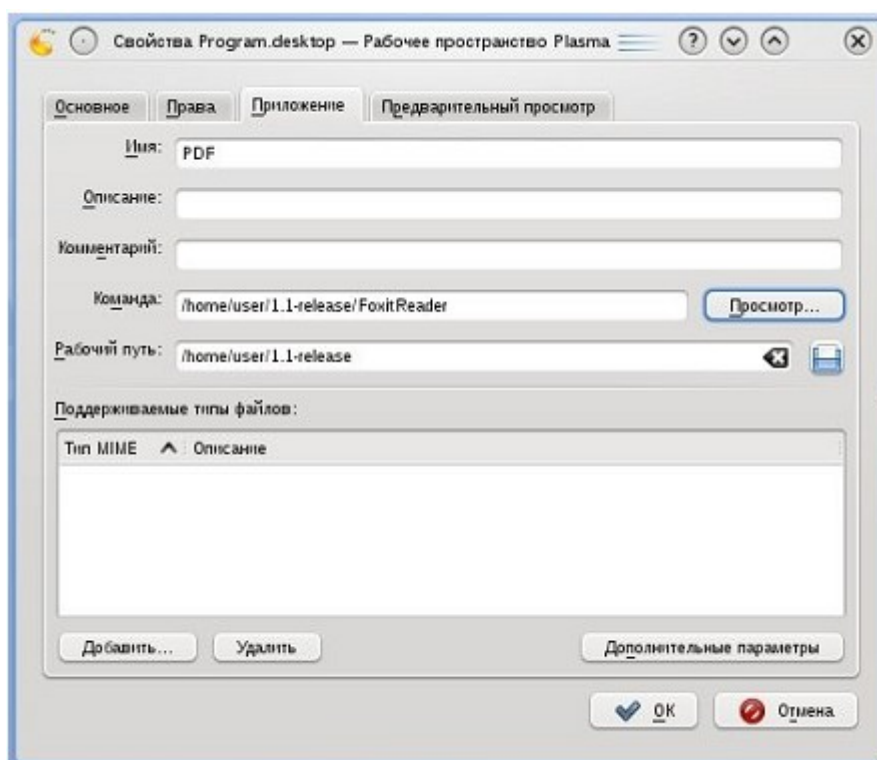 Свойства Program.desktop — Рабочее пространство Plasma
Основное Права Приложение Предварительный просмотр
Имя: PDF
Описание:
Комментарий:
Команда: /home/user/1.1-release/FoxitReader Просмотр...
Рабочий путь: /home/user/1.1-release
Поддерживаемые типы файлов:
Тип MIME Описание
Добавить... Удалить Дополнительные параметры
OK Отмена